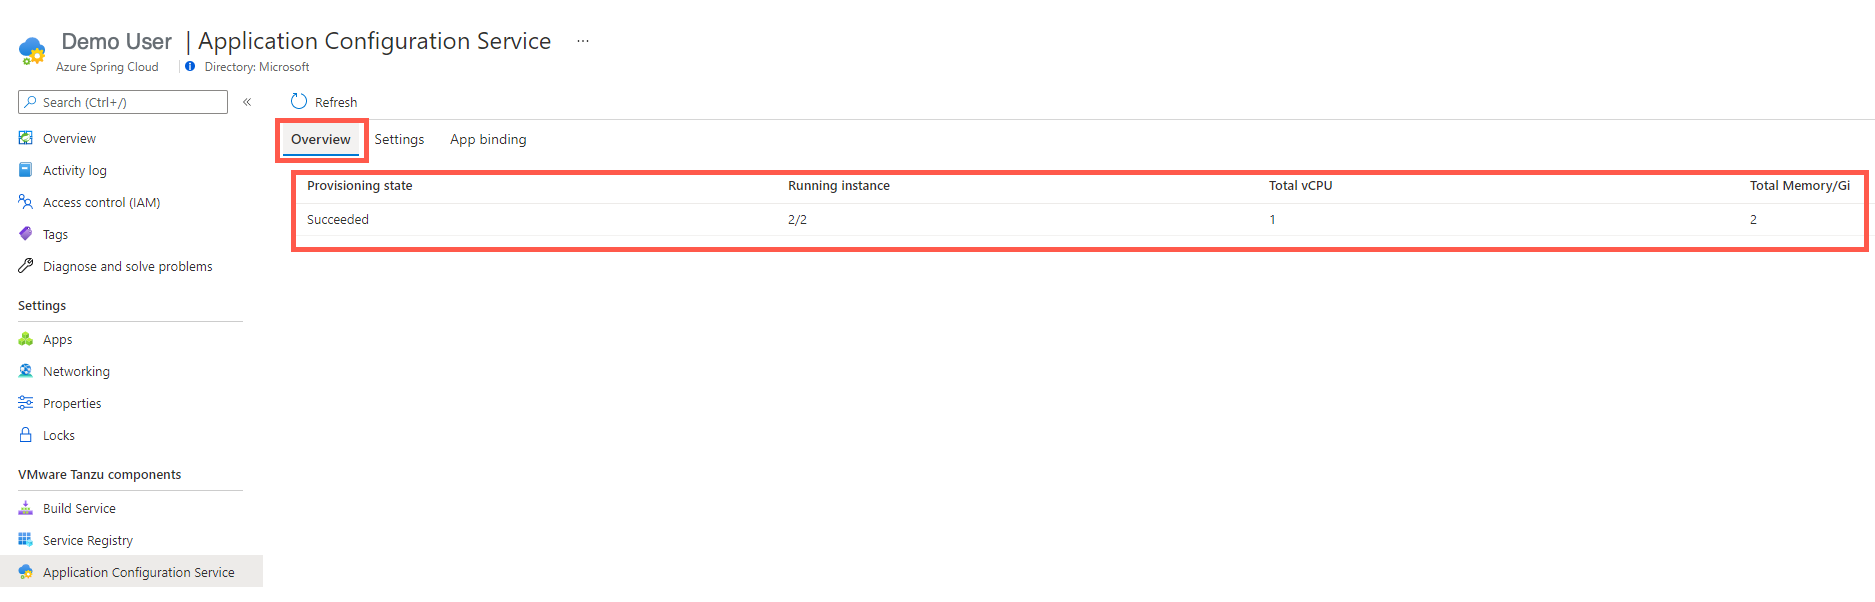 Demo User | Application Configuration Service ...
Azure Spring Cloud | Directory: Microsoft
Search (Ctrl+/) «
Overview
Activity log
Access control (IAM)
Tags
Diagnose and solve problems
Settings
Apps
Networking
Properties
Locks
VMware Tanzu components
Build Service
Service Registry
Application Configuration Service
Refresh
Overview Settings App binding
Provisioning state Running instance Total vCPU Total Memory/Gi
Succeeded 2/2 1 2